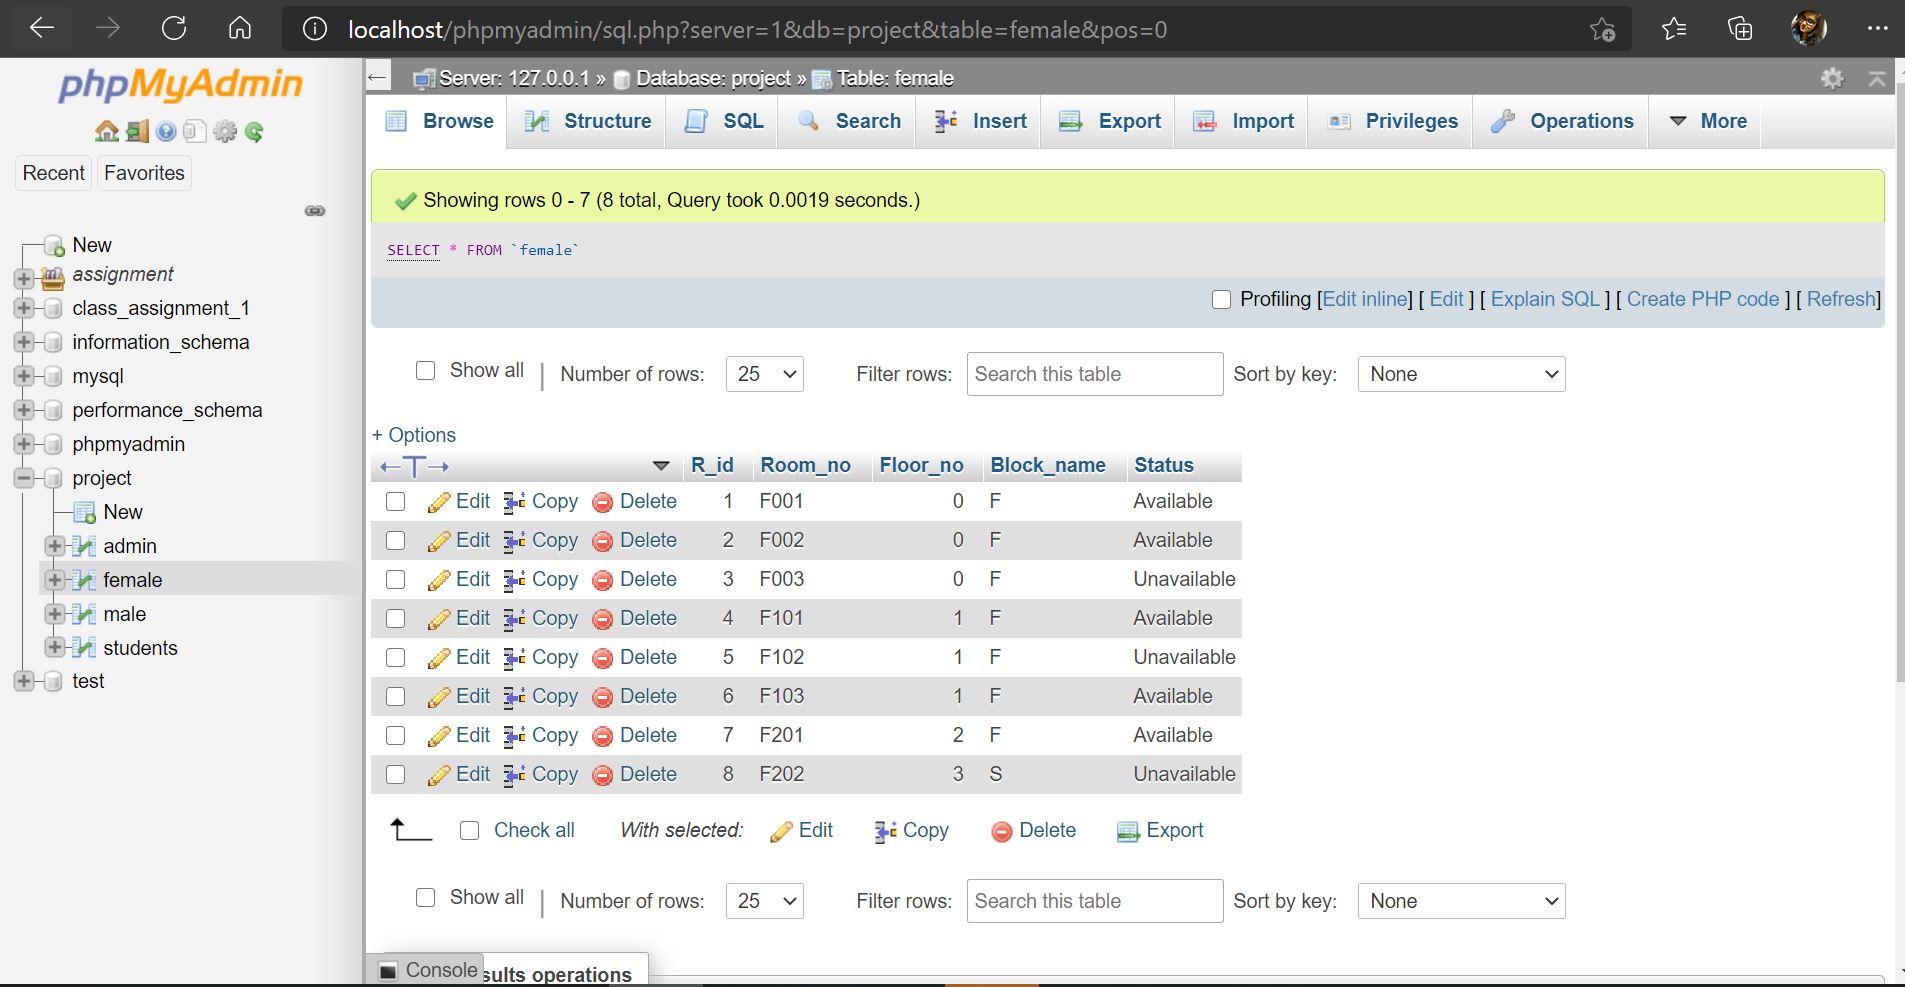 localhost/phpmyadmin/sql.php?server=1&db=project&table=female&pos=0
phpMyAdmin
Recent Favorites
New
assignment
class_assignment_1
information_schema
mysql
performance_schema
phpmyadmin
project
New
admin
female
male
students
test
Server: 127.0.0.1 » Database: project » Table: female
Browse Structure SQL Search Insert Export Import Privileges Operations More
Showing rows 0 - 7 (8 total, Query took 0.0019 seconds.)
SELECT * FROM `female`
Profiling [Edit inline] [ Edit ] [ Explain SQL ] [ Create PHP code ] [ Refresh]
Show all | Number of rows: 25 Filter rows: Search this table Sort by key: None
+ Options
←T→ R_id Room_no Floor_no Block_name Status
Edit Copy Delete 1 F001 0 F Available
Edit Copy Delete 2 F002 0 F Available
Edit Copy Delete 3 F003 0 F Unavailable
Edit Copy Delete 4 F101 1 F Available
Edit Copy Delete 5 F102 1 F Unavailable
Edit Copy Delete 6 F103 1 F Available
Edit Copy Delete 7 F201 2 F Available
Edit Copy Delete 8 F202 3 S Unavailable
Check all With selected: Edit Copy Delete Export
Show all | Number of rows: 25 Filter rows: Search this table Sort by key: None
Console sults operations